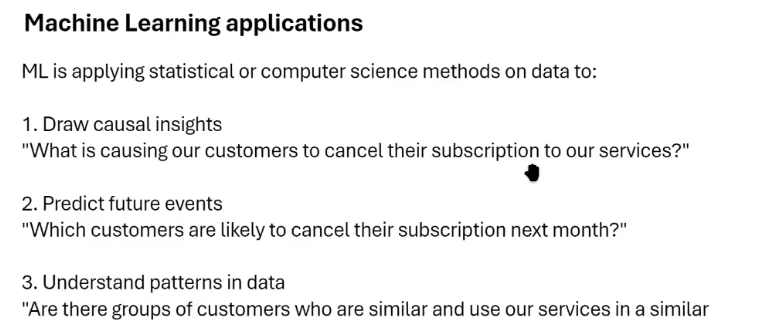 Machine Learning applications
ML is applying statistical or computer science methods on data to:
1. Draw causal insights
"What is causing our customers to cancel their subscription to our services?"
2. Predict future events
"Which customers are likely to cancel their subscription next month?"
3. Understand patterns in data
"Are there groups of customers who are similar and use our services in a similar